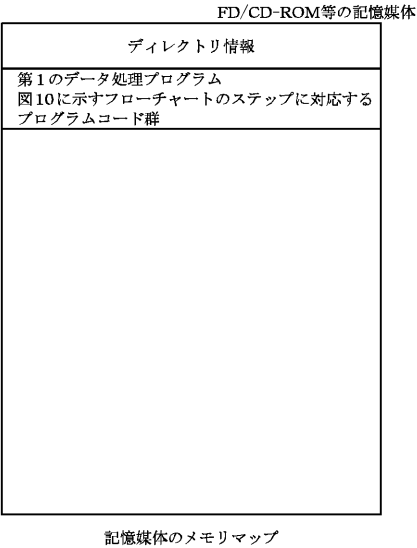 FD/CD-ROM等の記憶媒体
ディレクトリ情報
第1のデータ処理プログラム
図10に示すフローチャートのステップに対応する
プログラムコード群
記憶媒体のメモリマップ